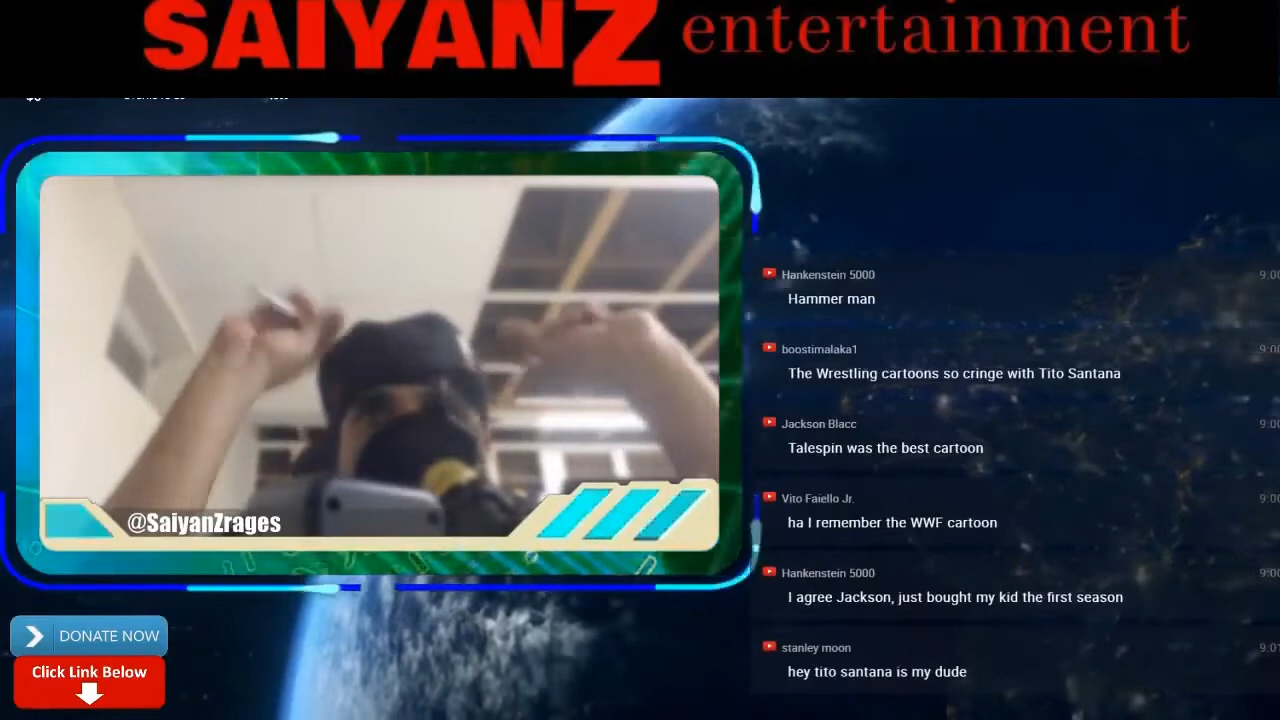 SAIYANZ entertainment
Hankenstein 5000
Hammer man
boostimalaka1
The Wrestling cartoons so cringe with Tito Santana
Jackson Blacc
Talespin was the best cartoon
Vito Faiello Jr.
ha I remember the WWF cartoon
Hankenstein 5000
I agree Jackson, just bought my kid the first season
stanley moon
hey tito santana is my dude
@SaiyanZrages
DONATE NOW
Click Link Below